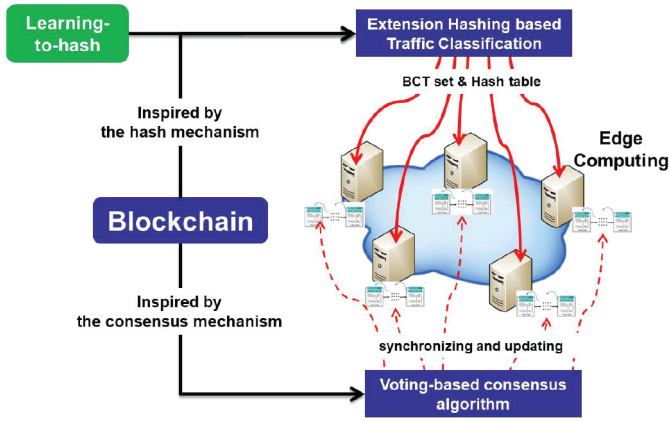 Learning-
to-hash
Extension Hashing based
Traffic Classification
BCT set & Hash table
Inspired by
the hash mechanism
Edge
Computing
Blockchain
Inspired by
the consensus mechanism
synchronizing and updating
Voting-based consensus
algorithm